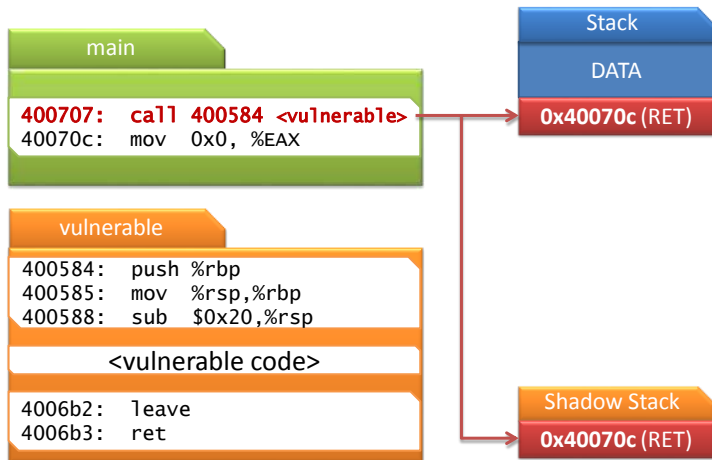 main
400707: call 400584 <vulnerable>
40070c: mov 0x0, %EAX
vulnerable
400584: push %rbp
400585: mov %rsp,%rbp
400588: sub $0x20,%rsp
<vulnerable code>
4006b2: leave
4006b3: ret
Stack
DATA
0x40070c (RET)
Shadow Stack
0x40070c (RET)